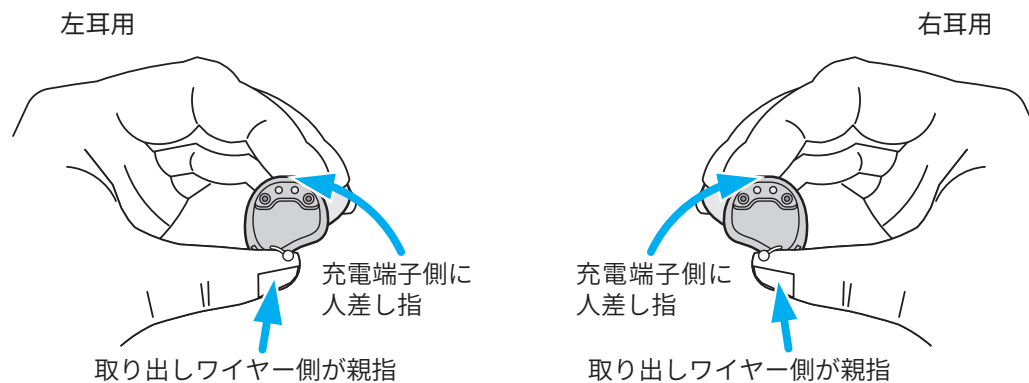 左耳用
右耳用
充電端子側に
人差し指
充電端子側に
人差し指
取り出しワイヤー側が親指
取り出しワイヤー側が親指